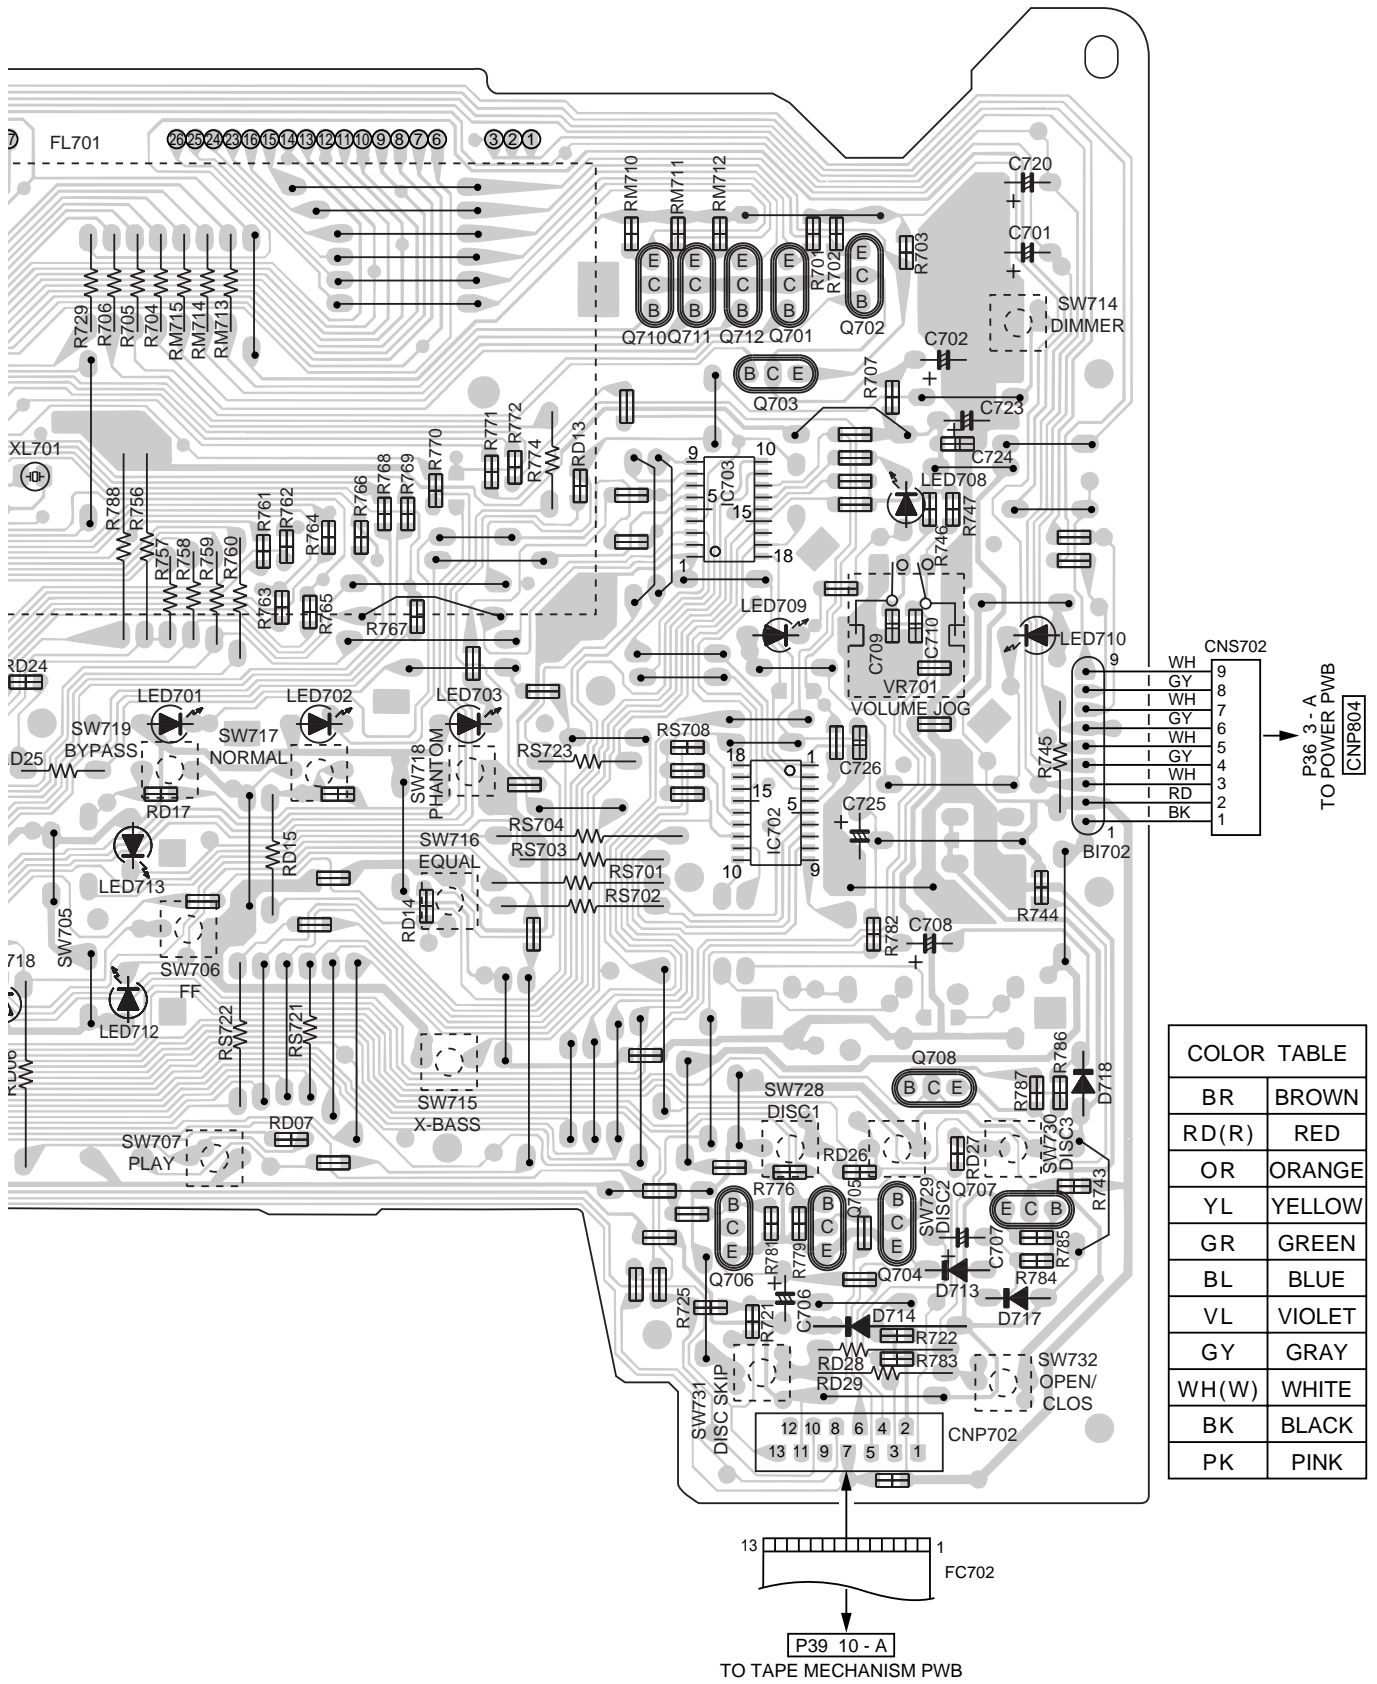 7
FL701
26 25 24 23 16 15 14 13 12 11 10 9 8 7 6 3 2 1
RM710
RM711
RM712
C720
+
C701
+
R701
R702
R703
E C B
E C B
E C B
E C B
E C B
Q710 Q711 Q712 Q701 Q702
SW714
DIMMER
R729
R706
R705
R704
RM715
RM714
RM713
C702
+
B C E
Q703
R707
C723
+
C724
XL701
R788
R756
R757
R758
R759
R760
R761
R762
R764
R766
R768
R769
R770
R771
R772
R774
RD13
R763
R765
R767
9 10
IC703
5 15
1 18
LED708
R746
R747
LED709
C709
C710
VR701
VOLUME JOG
LED710
CNS702
9
WH 9
GY 8
WH 7
GY 6
WH 5
GY 4
WH 3
RD 2
BK 1
1
BI702
P36 3 - A
TO POWER PWB
CNP804
RD24
LED701
LED702
LED703
SW719
BYPASS
SW717
NORMAL
SW718
PHANTOM
RD25
RD17
RS723
RS708
18 1
15 5
IC702
10 9
C726
C725
+
R745
RD15
SW716
EQUAL
RS704
RS703
RS701
RS702
LED713
SW705
SW706
FF
RD14
R782
C708
+
R744
718
LED712
RS722
RS721
RD06
SW715
X-BASS
Q708
B C E
R787
R786
D718
SW728
DISC1
SW707
PLAY
RD07
RD26
RD27
SW730
DISC3
R743
R776
Q705
SW729
DISC2
Q707
E C B
B C E
B C E
B C E
R781
R779
Q706
Q704
C707
+
D713
R785
R784
D717
R725
R721
+
C706
D714
R722
RD28
R783
RD29
SW731
DISC SKIP
SW732
OPEN/
CLOS
CNP702
12 10 8 6 4 2
13 11 9 7 5 3 1
13 1
FC702
P39 10 - A
TO TAPE MECHANISM PWB
COLOR TABLE
BR BROWN
RD(R) RED
OR ORANGE
YL YELLOW
GR GREEN
BL BLUE
VL VIOLET
GY GRAY
WH(W) WHITE
BK BLACK
PK PINK